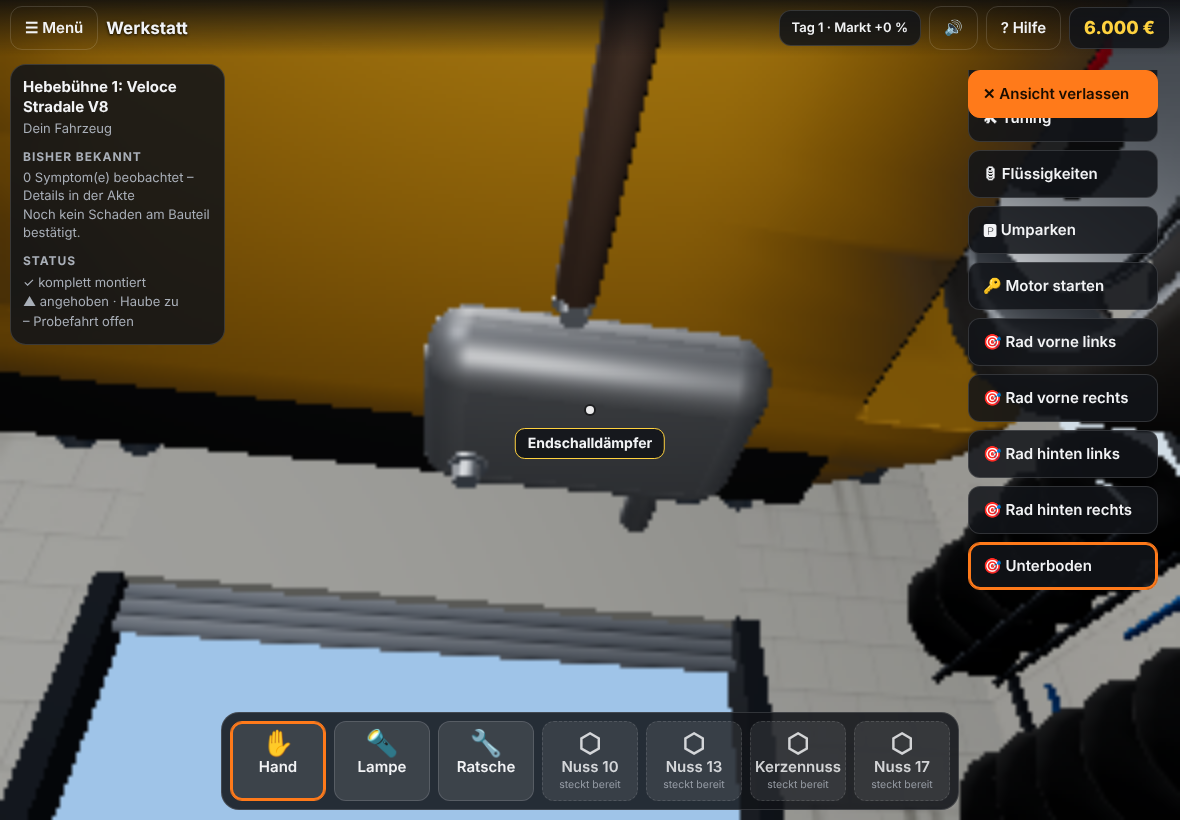 ☰ Menü
Werkstatt
Tag 1 · Markt +0 %
? Hilfe
6.000 €
Hebebühne 1: Veloce
Stradale V8
Dein Fahrzeug
BISHER BEKANNT
0 Symptom(e) beobachtet –
Details in der Akte
Noch kein Schaden am Bauteil
bestätigt.
STATUS
✓ komplett montiert
▲ angehoben · Haube zu
– Probefahrt offen
✕ Ansicht verlassen
Tuning
Flüssigkeiten
Umparken
Motor starten
Rad vorne links
Rad vorne rechts
Rad hinten links
Rad hinten rechts
Unterboden
Endschalldämpfer
Hand
Lampe
Ratsche
Nuss 10
steckt bereit
Nuss 13
steckt bereit
Kerzennuss
steckt bereit
Nuss 17
steckt bereit